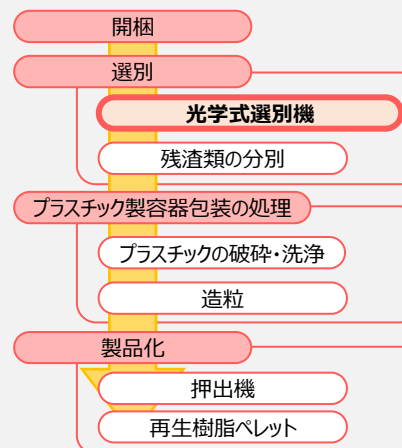 開梱
選別
光学式選別機
残渣類の分別
プラスチック製容器包装の処理
プラスチックの破砕・洗浄
造粒
製品化
押出機
再生樹脂ペレット